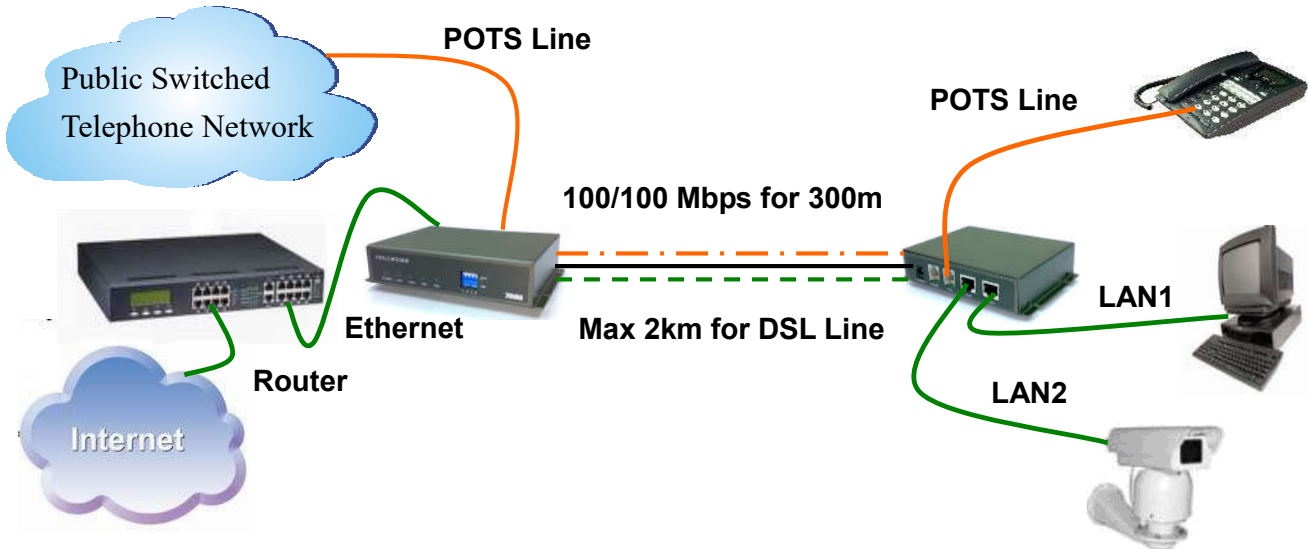 POTS Line
Public Switched
Telephone Network
POTS Line
100/100 Mbps for 300m
Ethernet
Max 2km for DSL Line
LAN1
Router
LAN2
Internet